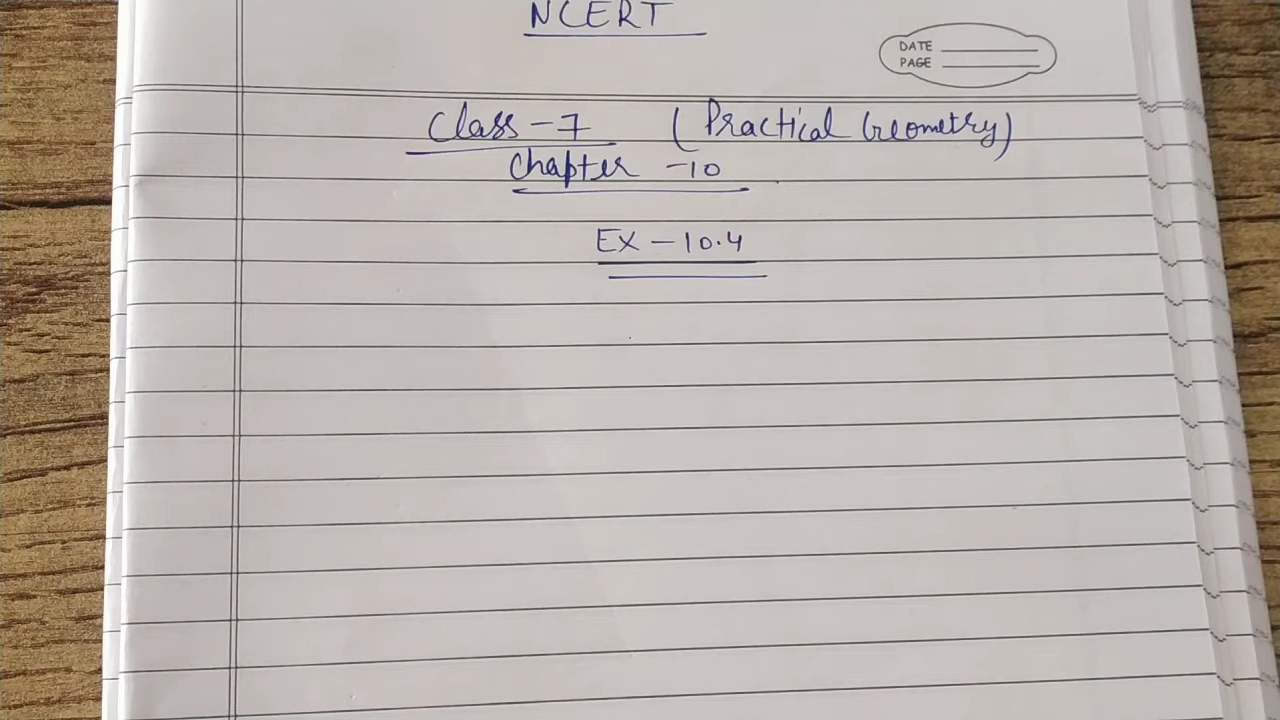 NCERT
DATE
PAGE
Class-7 (Practical Geometry)
Chapter -10
EX - 10.4